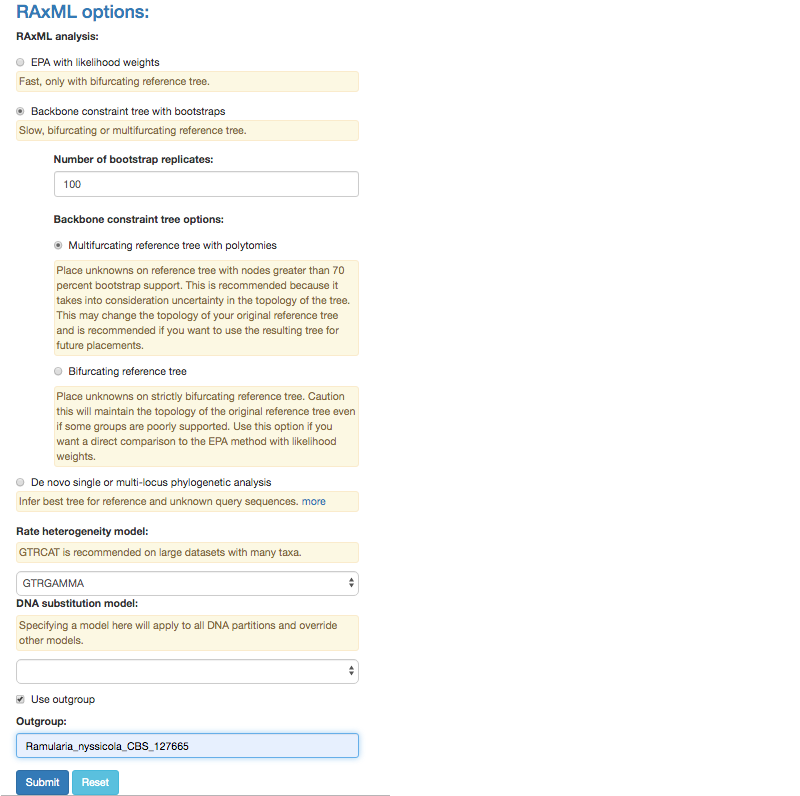 RAxML options:
RAxML analysis:
EPA with likelihood weights
Fast, only with bifurcating reference tree.
Backbone constraint tree with bootstraps
Slow, bifurcating or multifurcating reference tree.
Number of bootstrap replicates:
100
Backbone constraint tree options:
Multifurcating reference tree with polytomies
Place unknowns on reference tree with nodes greater than 70
percent bootstrap support. This is recommended because it
takes into consideration uncertainty in the topology of the tree.
This may change the topology of your original reference tree
and is recommended if you want to use the resulting tree for
future placements.
Bifurcating reference tree
Place unknowns on strictly bifurcating reference tree. Caution
this will maintain the topology of the original reference tree even
if some groups are poorly supported. Use this option if you
want a direct comparison to the EPA method with likelihood
weights.
De novo single or multi-locus phylogenetic analysis
Infer best tree for reference and unknown query sequences. more
Rate heterogeneity model:
GTRCAT is recommended on large datasets with many taxa.
GTRGAMMA
DNA substitution model:
Specifying a model here will apply to all DNA partitions and override
other models.
Use outgroup
Outgroup:
Ramularia_nyssicola_CBS_127665
Submit Reset